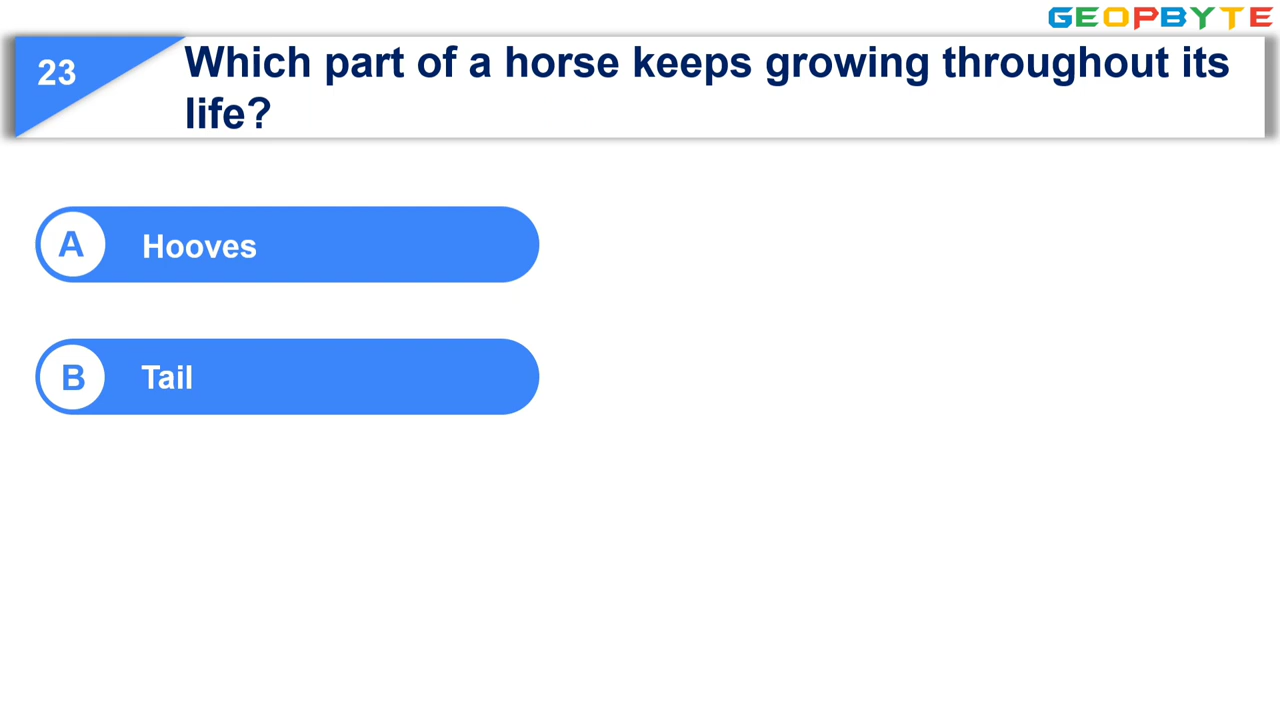 GEOPBYTE
23
Which part of a horse keeps growing throughout its
life?
A
Hooves
B
Tail